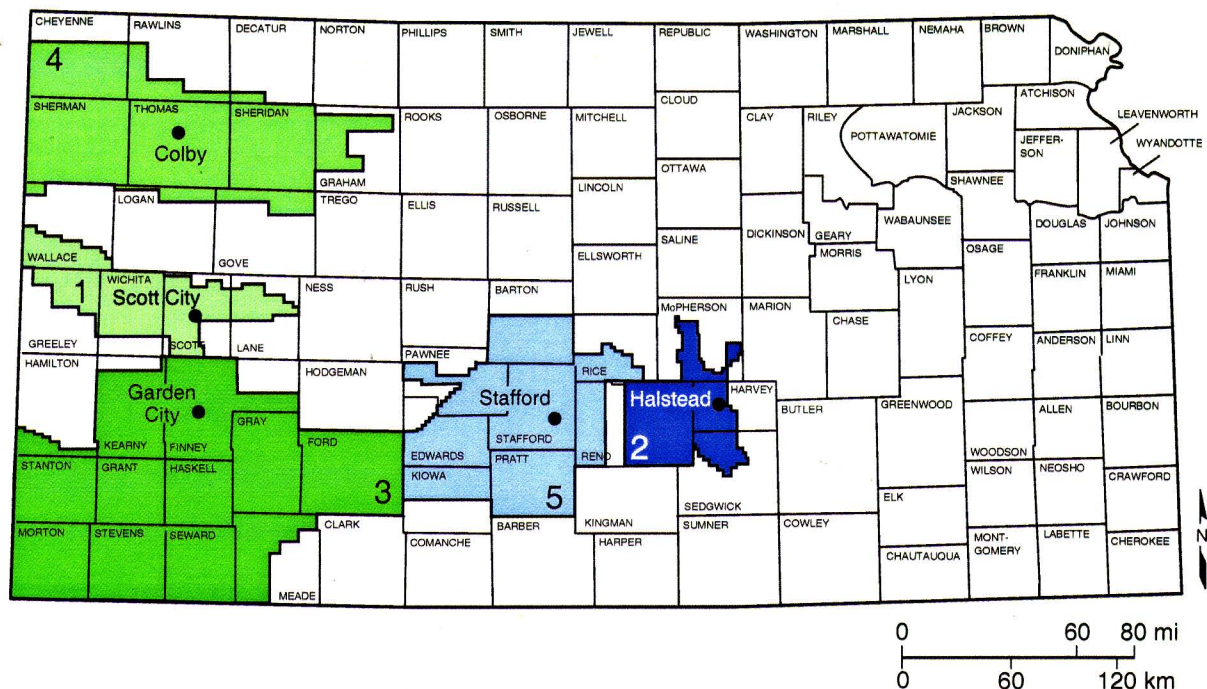 CHEYENNE
RAWLINS
DECATUR
NORTON
PHILLIPS
SMITH
JEWELL
REPUBLIC
WASHINGTON
MARSHALL
NEMAHA
BROWN
DONIPHAN
4
SHERMAN
THOMAS
SHERIDAN
Colby
GRAHAM
ROOKS
OSBORNE
MITCHELL
CLOUD
CLAY
RILEY
POTTAWATOMIE
JACKSON
ATCHISON
JEFFER-
SON
LEAVENWORTH
WYANDOTTE
OTTAWA
LINCOLN
SHAWNEE
LOGAN
TREGO
ELLIS
RUSSELL
WABAUNSEE
DOUGLAS
JOHNSON
SALINE
DICKINSON
GEARY
MORRIS
OSAGE
WALLACE
GOVE
ELLSWORTH
LYON
FRANKLIN
MIAMI
1
WICHITA
Scott City
NESS
RUSH
BARTON
McPHERSON
MARION
CHASE
GREELEY
SCOTT
LANE
PAWNEE
COFFEY
ANDERSON
LINN
HAMILTON
HODGEMAN
RICE
Garden
City
Stafford
Halstead
HARVEY
BUTLER
GREENWOOD
ALLEN
BOURBON
GRAY
KEARNY
FINNEY
FORD
STAFFORD
EDWARDS
RENO
2
WOODSON
STANTON
GRANT
HASKELL
KIOWA
PRATT
WILSON
NEOSHO
CRAWFORD
3
5
SEDGWICK
ELK
MORTON
STEVENS
SEWARD
CLARK
BARBER
KINGMAN
SUMNER
COWLEY
COMANCHE
HARPER
CHAUTAUQUA
MONT-
GOMERY
LABETTE
CHEROKEE
MEADE
N
0 60 80 mi
0 60 120 km